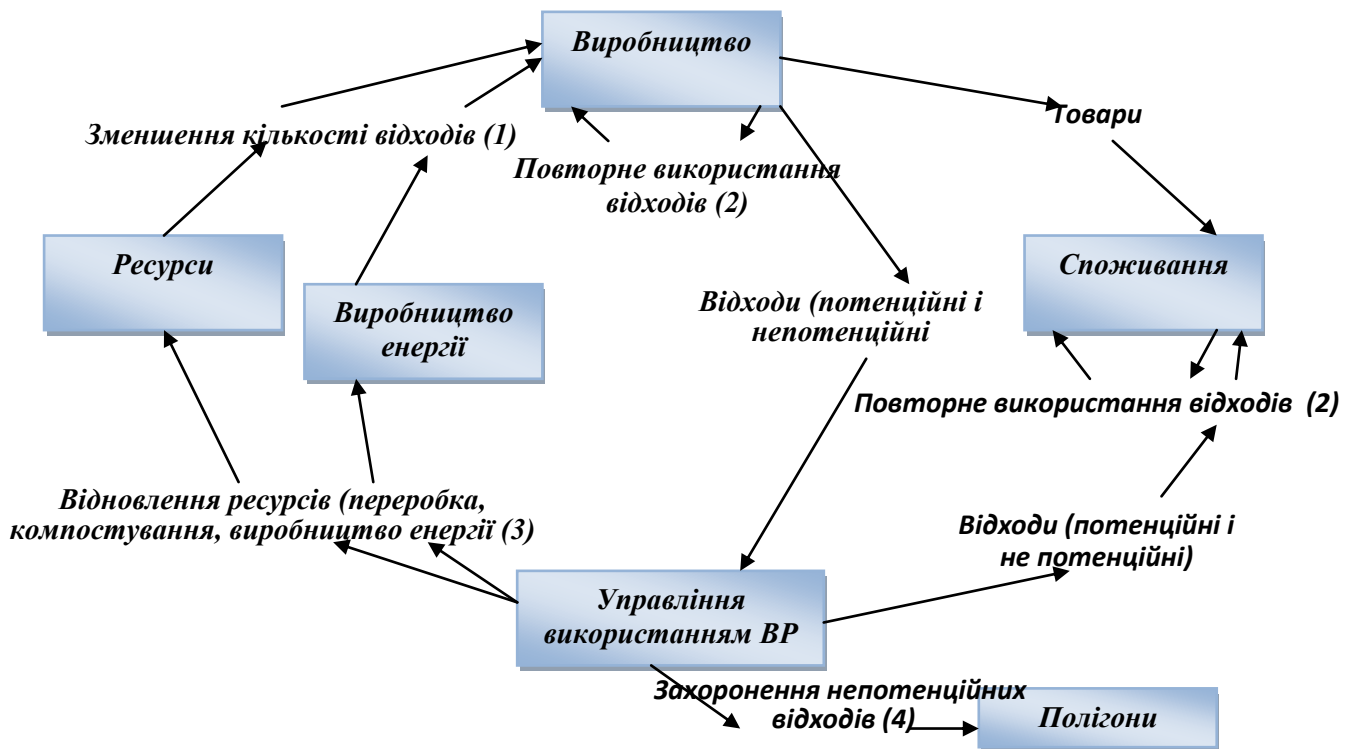 Виробництво
Товари
Зменшення кількості відходів (1)
Повторне використання
відходів (2)
Ресурси
Виробництво
енергії
Відходи (потенційні і
непотенційні
Споживання
Повторне використання відходів (2)
Відновлення ресурсів (переробка,
компостування, виробництво енергії (3)
Відходи (потенційні і
не потенційні)
Управління
використанням ВР
Захоронення непотенційних
відходів (4)
Полігони